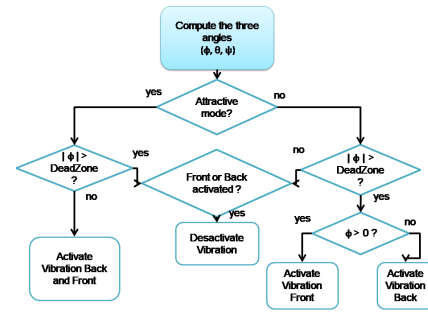 Compute the three
angles
(ϕ, θ, ψ)
yes
no
Attractive
mode?
| ϕ | >
DeadZone
?
yes
no
Front or Back
activated ?
no
| ϕ | >
DeadZone
?
yes
yes
Desactivate
Vibration
yes
ϕ > 0 ?
no
Activate
Vibration Back
and Front
Activate
Vibration
Front
Activate
Vibration
Back